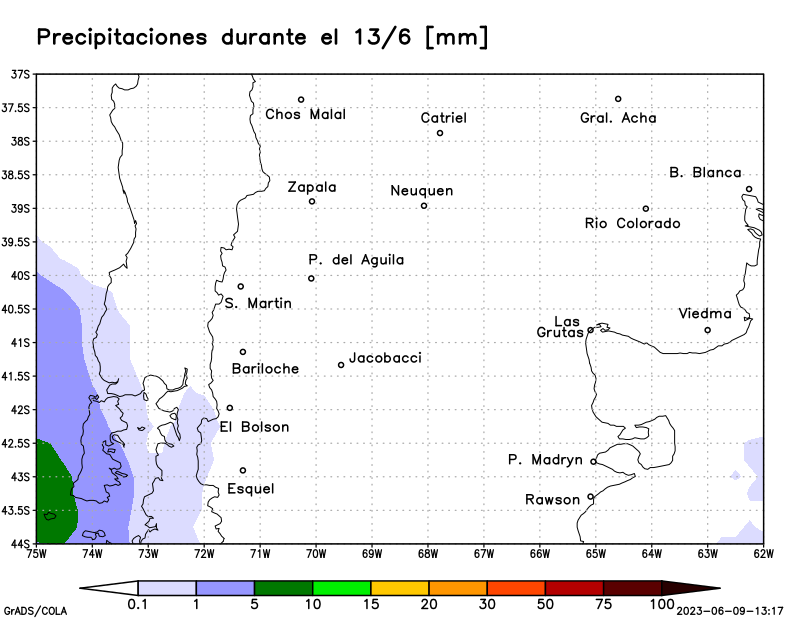 Precipitaciones durante el 13/6 [mm]
37S
37.5S
38S
38.5S
39S
39.5S
40S
40.5S
41S
41.5S
42S
42.5S
43S
43.5S
44S
Chos Malal
Catriel
Gral. Acha
B. Blanca
Zapala
Neuquen
Rio Colorado
P. del Aguila
S. Martin
Viedma
Las
Grutas
Jacobacci
Bariloche
El Bolson
P. Madryn
Esquel
Rawson
75W 74W 73W 72W 71W 70W 69W 68W 67W 66W 65W 64W 63W 62W
0.1 1 5 10 15 20 30 50 75 100
GrADS/COLA
2023-06-09-13:17